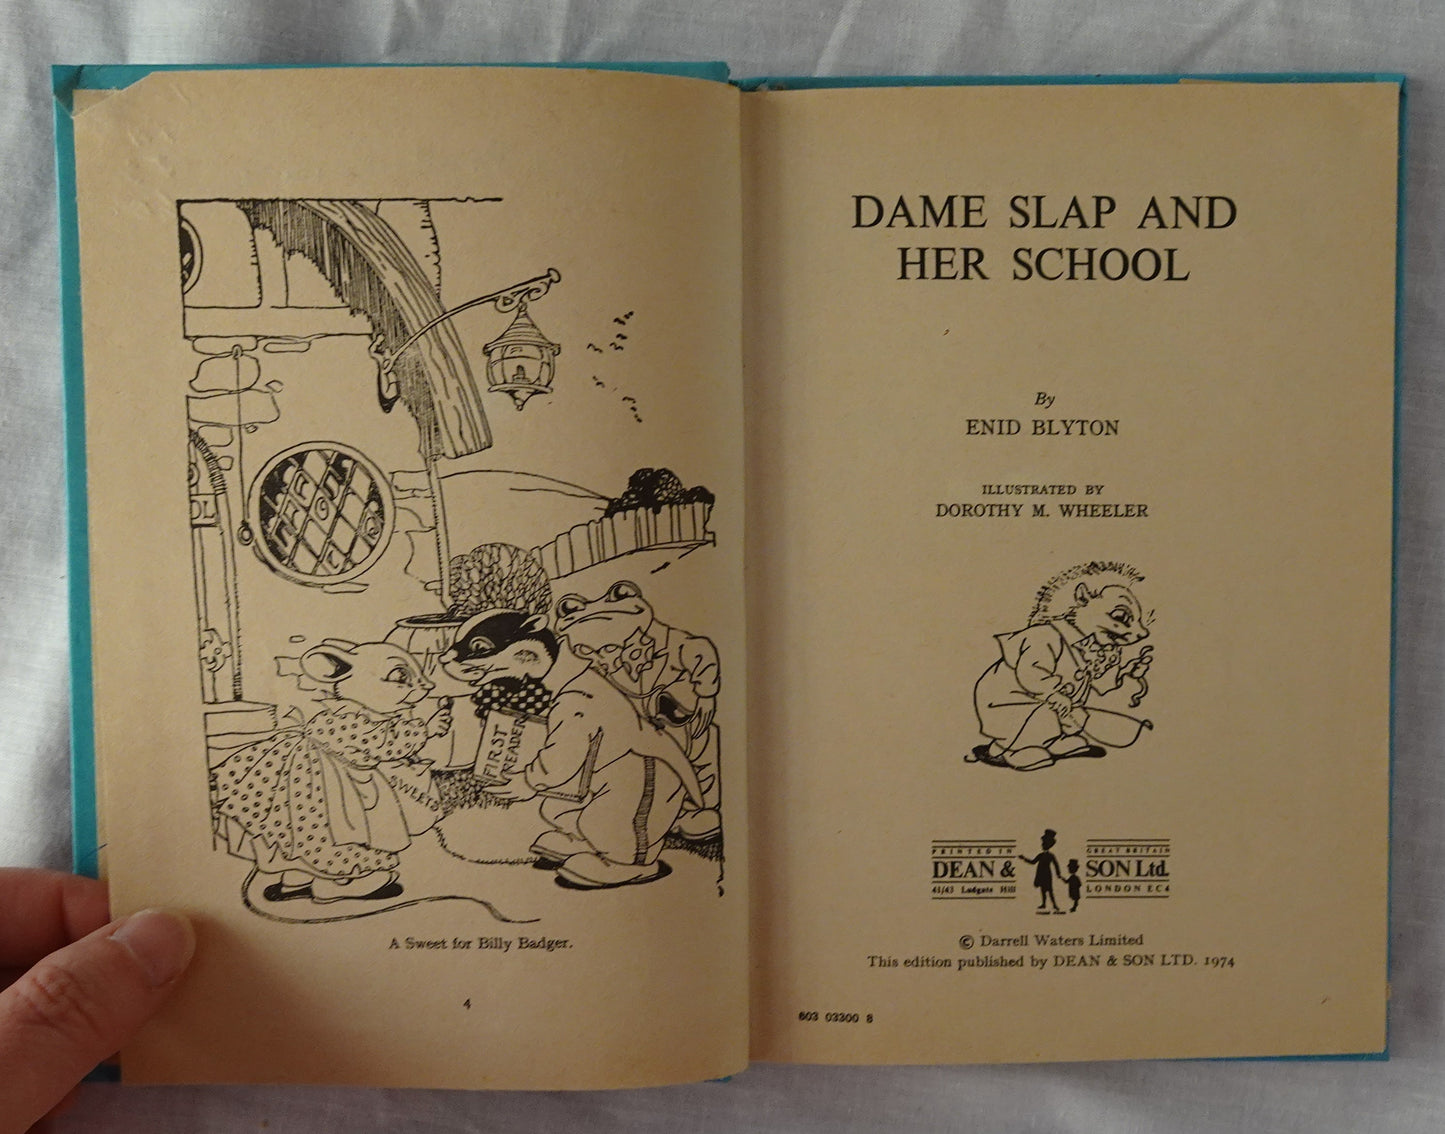 OL
FIRST
READER
SWEETS
A Sweet for Billy Badger.
4
DAME SLAP AND
HER SCHOOL
By
ENID BLYTON
ILLUSTRATED BY
DOROTHY M. WHEELER
PRINTED IN GREAT BRITAIN
DEAN & SON Ltd.
41/43 Ludgate Hill LONDON EC4
© Darrell Waters Limited
This edition published by DEAN & SON LTD. 1974
603 03300 8